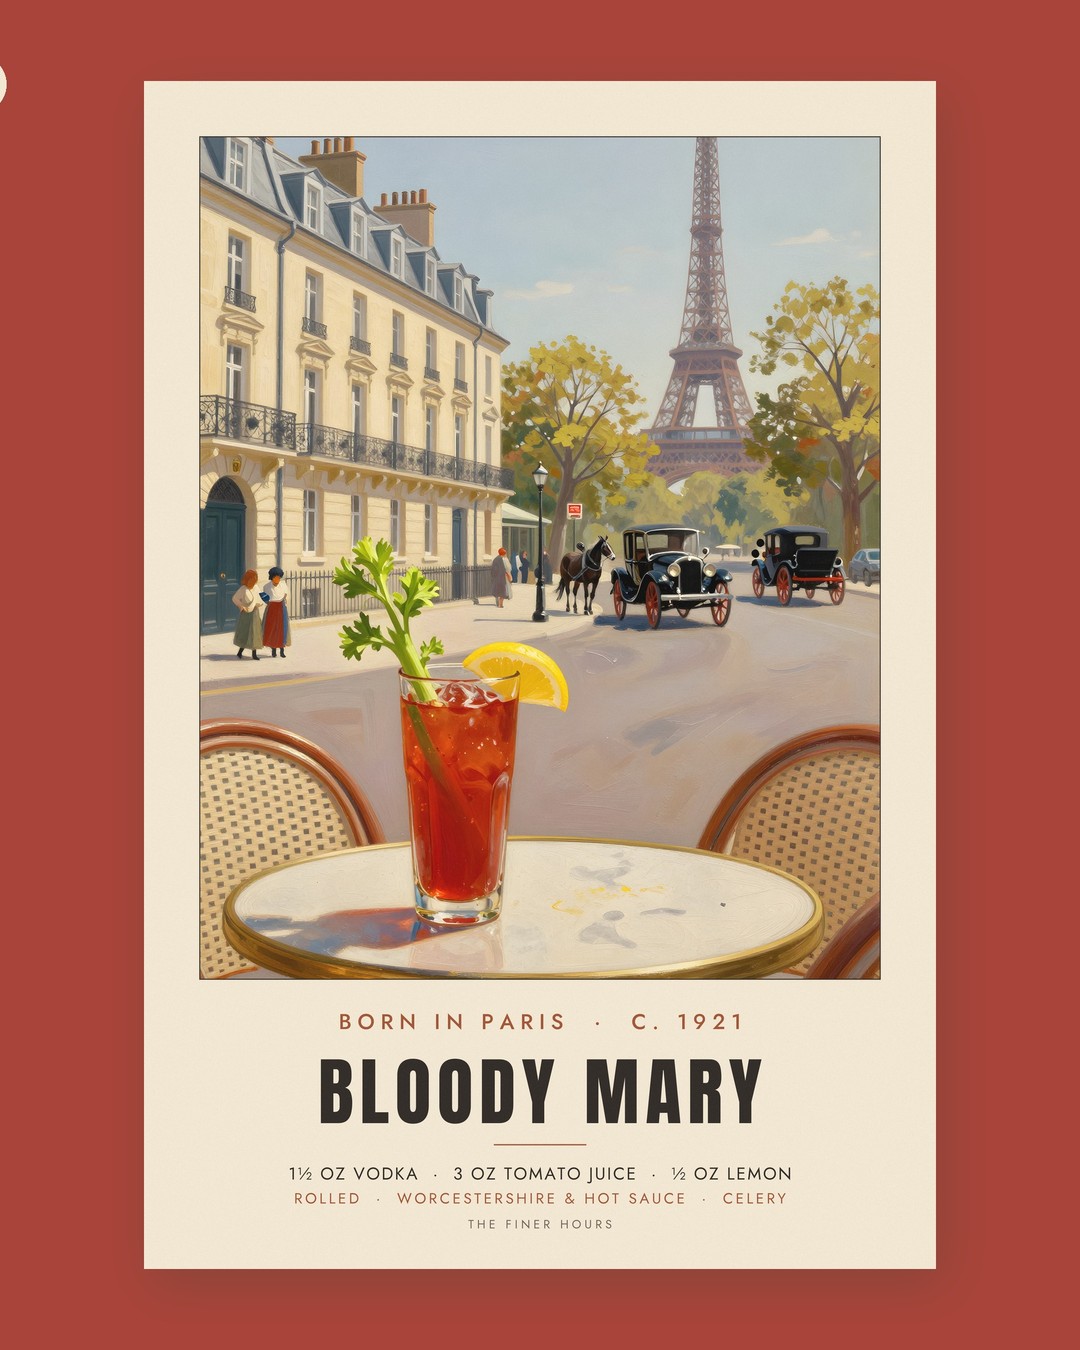 BORN IN PARIS · C. 1921
BLOODY MARY
1½ OZ VODKA · 3 OZ TOMATO JUICE · ½ OZ LEMON
ROLLED · WORCESTERSHIRE & HOT SAUCE · CELERY
THE FINER HOURS